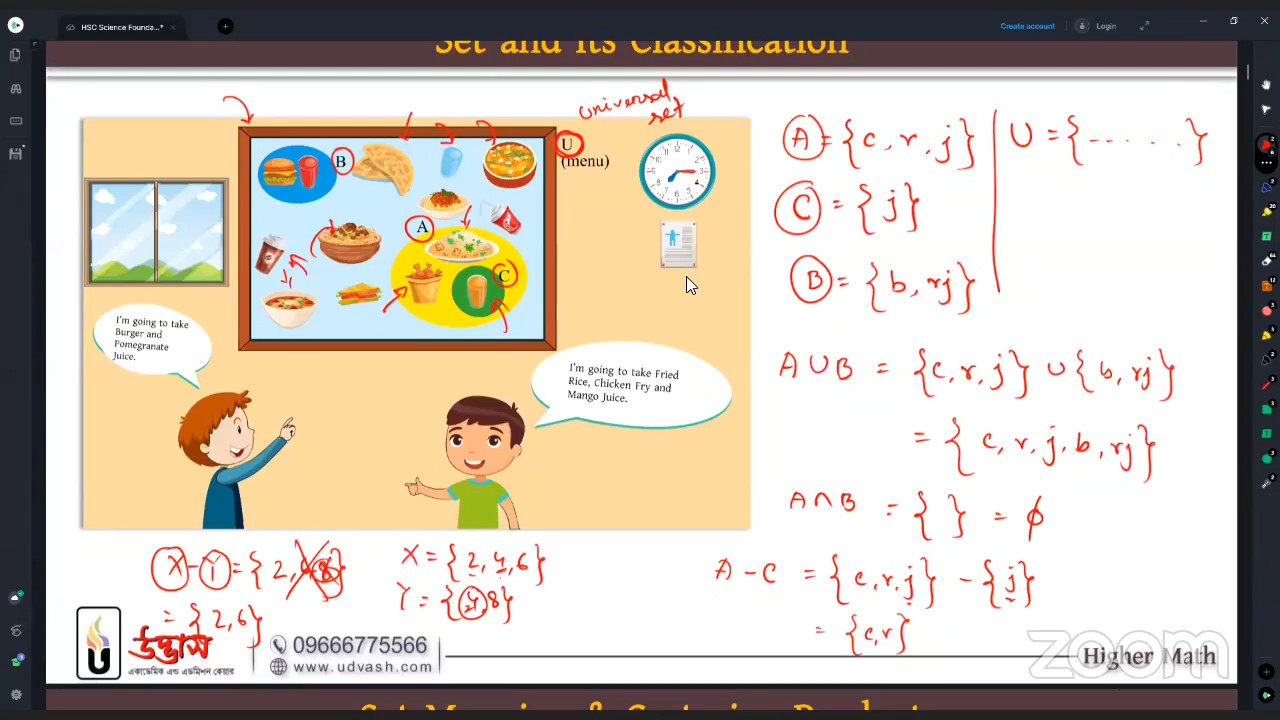 HSC Science Founda...*
Create account
Login
Set and its Classification
universal set
U
(menu)
B
A
C
I'm going to take
Burger and
Pomegranate
Juice.
I'm going to take Fried
Rice, Chicken Fry and
Mango Juice.
A = {c, r, j}
U = {.......}
C = {j}
B = {b, rj}
A ∪ B = {c, r, j} ∪ {b, rj}
= {c, r, j, b, rj}
A ∩ B = { } = ϕ
A - C = {c, r, j} - {j}
= {c, r}
X = {2, 4, 6}
Y = {4, 8}
X - Y = {2,
= {2, 6}
উদ্ভাস
একাডেমিক এন্ড এডমিশন কেয়ার
09666775566
www.udvash.com
zoom
Higher Math